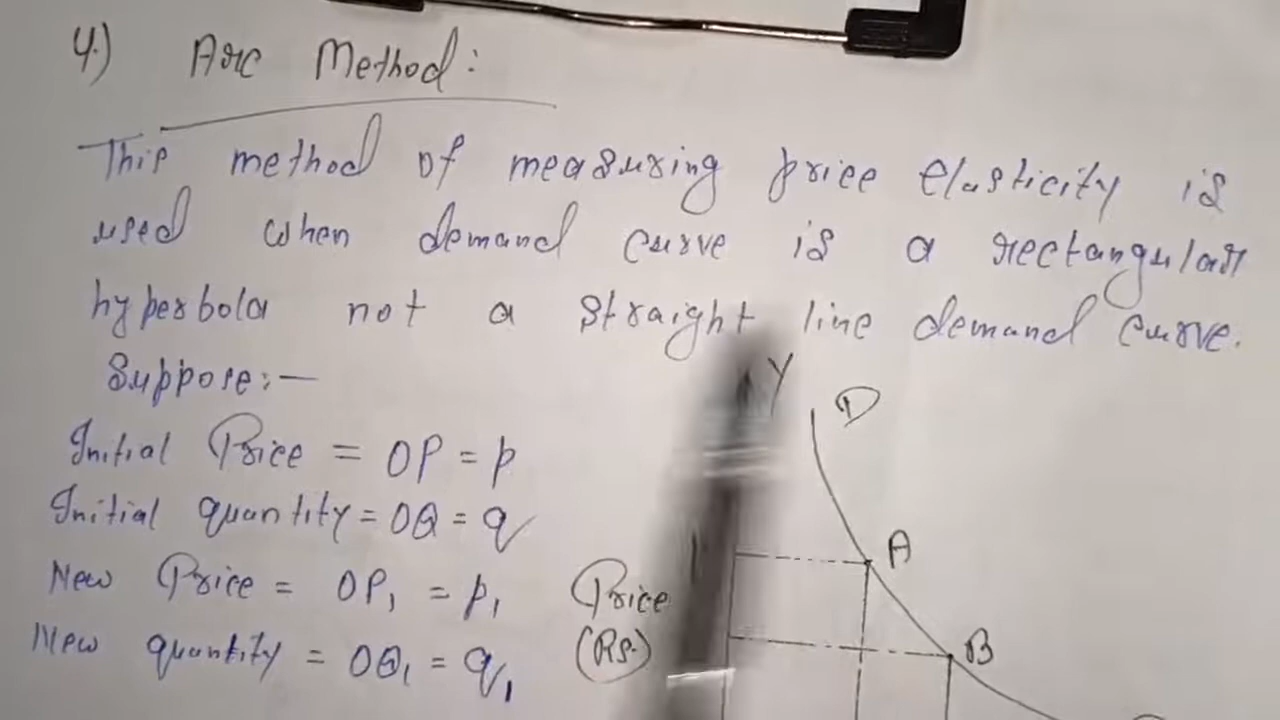 4.) Arc Method:
This method of measuring price elasticity is
used when demand curve is a rectangular
hyperbola not a straight line demand curve.
Suppose:—
Initial Price = OP = p
Initial quantity = OQ = q
New Price = OP₁ = p₁
New quantity = OQ₁ = q₁
Y
D
A
B
Price
(Rs.)